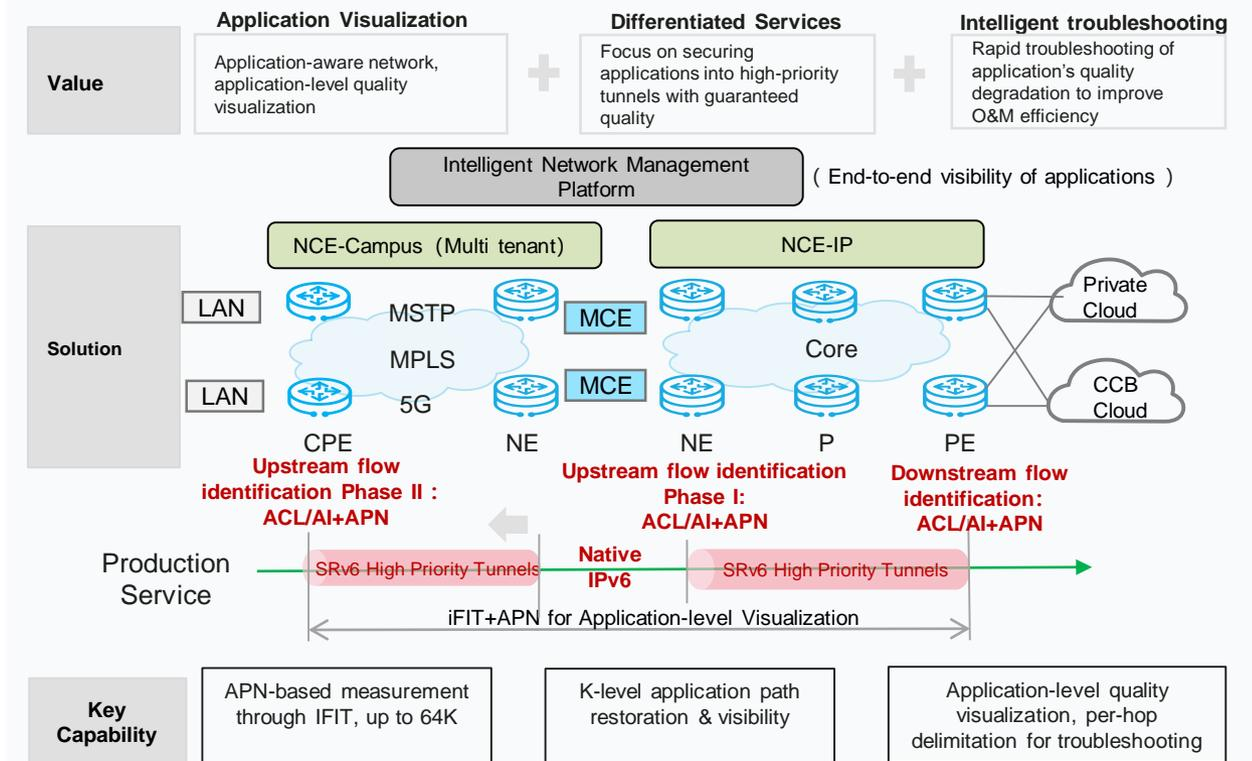 Application Visualization
Differentiated Services
Intelligent troubleshooting
Value
Application-aware network,
application-level quality
visualization
Focus on securing
applications into high-priority
tunnels with guaranteed
quality
Rapid troubleshooting of
application's quality
degradation to improve
O&M efficiency
Intelligent Network Management
Platform
( End-to-end visibility of applications )
Solution
NCE-Campus (Multi tenant)
NCE-IP
LAN
MSTP
MCE
Private
Cloud
MPLS
Core
LAN
5G
MCE
CCB
Cloud
CPE
NE
NE
P
PE
Upstream flow
identification Phase II :
ACL/AI+APN
Upstream flow identification
Phase I:
ACL/AI+APN
Downstream flow
identification:
ACL/AI+APN
Production
Service
SRv6 High Priority Tunnels
Native
IPv6
SRv6 High Priority Tunnels
iFIT+APN for Application-level Visualization
Key
Capability
APN-based measurement
through IFIT, up to 64K
K-level application path
restoration & visibility
Application-level quality
visualization, per-hop
delimitation for troubleshooting